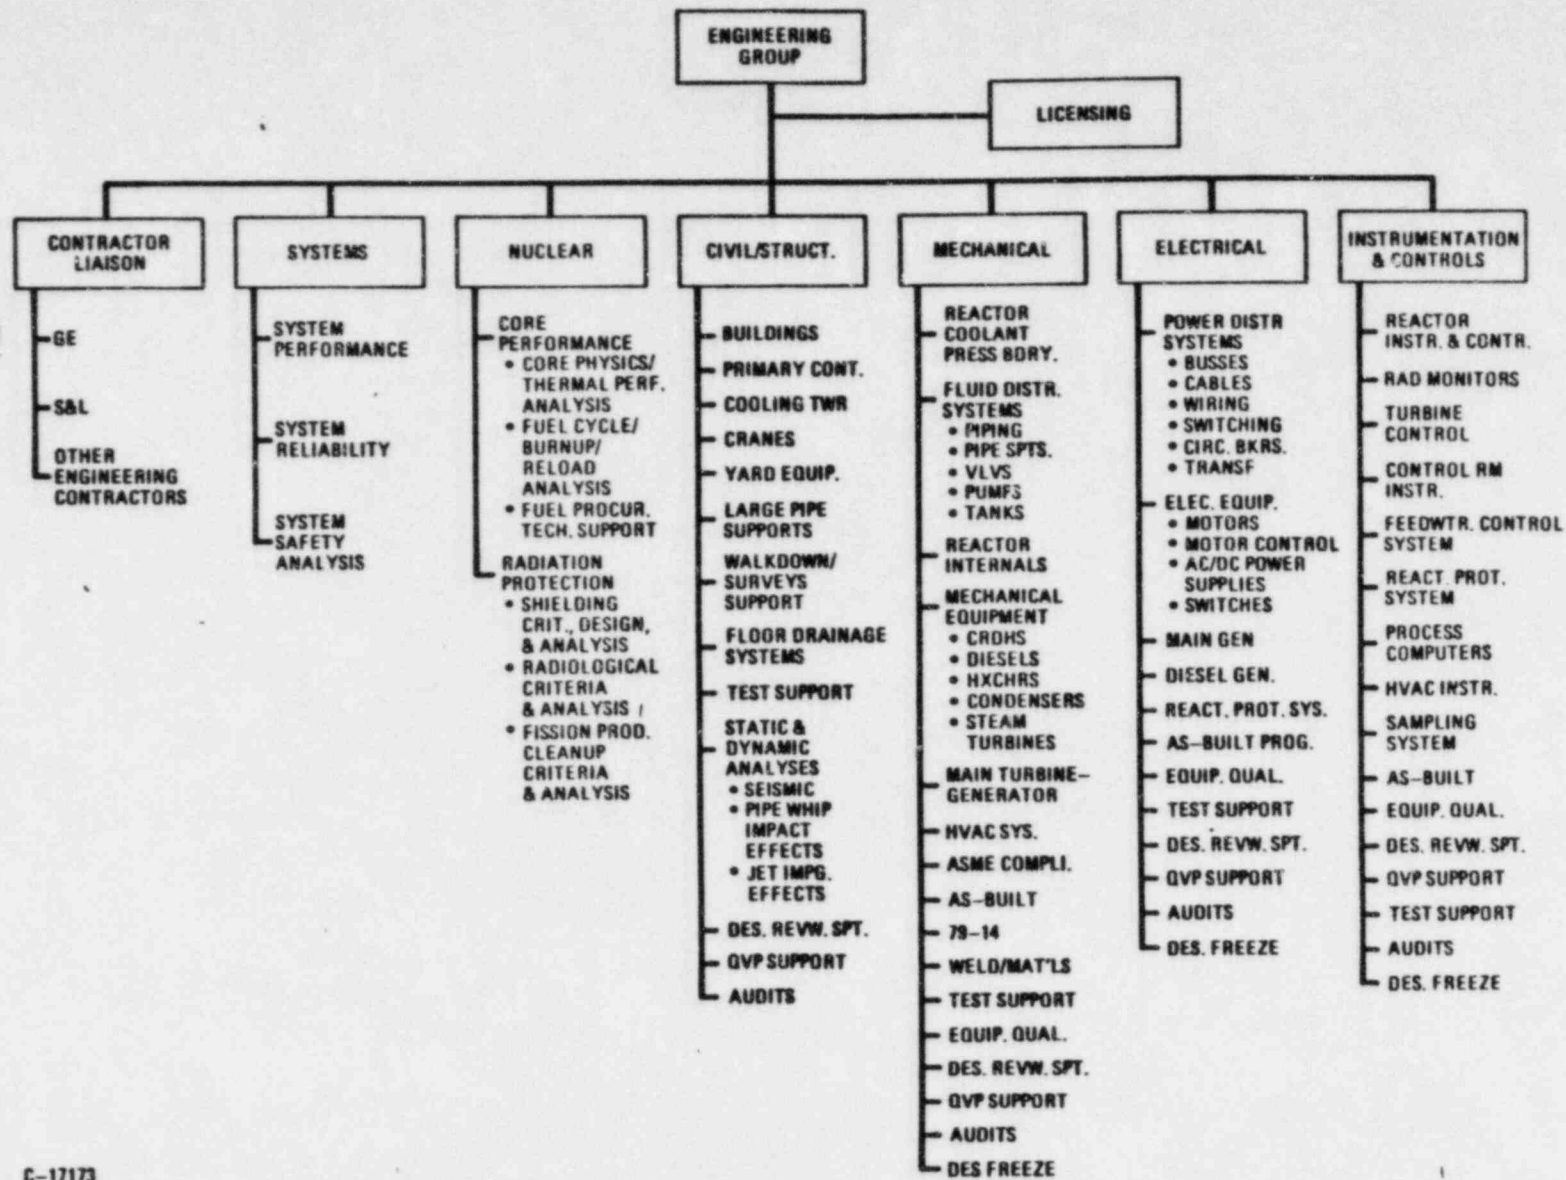 ENGINEERING
GROUP
LICENSING
CONTRACTOR
LIAISON
GE
S&L
OTHER
ENGINEERING
CONTRACTORS
SYSTEMS
SYSTEM
PERFORMANCE
SYSTEM
RELIABILITY
SYSTEM
SAFETY
ANALYSIS
NUCLEAR
CORE
PERFORMANCE
• CORE PHYSICS/
THERMAL PERF.
ANALYSIS
• FUEL CYCLE/
BURNUP/
RELOAD
ANALYSIS
• FUEL PROCUR.
TECH. SUPPORT
RADIATION
PROTECTION
• SHIELDING
CRIT., DESIGN,
& ANALYSIS
• RADIOLOGICAL
CRITERIA
& ANALYSIS
• FISSION PROD.
CLEANUP
CRITERIA
& ANALYSIS
CIVIL/STRUCT.
BUILDINGS
PRIMARY CONT.
COOLING TWR
CRANES
YARD EQUIP.
LARGE PIPE
SUPPORTS
WALKDOWN/
SURVEYS
SUPPORT
FLOOR DRAINAGE
SYSTEMS
TEST SUPPORT
STATIC &
DYNAMIC
ANALYSES
• SEISMIC
• PIPE WHIP
IMPACT
EFFECTS
• JET IMPG.
EFFECTS
DES. REVW. SPT.
QVP SUPPORT
AUDITS
MECHANICAL
REACTOR
COOLANT
PRESS BDRY.
FLUID DISTR.
SYSTEMS
• PIPING
• PIPE SPTS.
• VLVS
• PUMPS
• TANKS
REACTOR
INTERNALS
MECHANICAL
EQUIPMENT
• CRDHS
• DIESELS
• HXCHRS
• CONDENSERS
• STEAM
TURBINES
MAIN TURBINE-
GENERATOR
HVAC SYS.
ASME COMPLI.
AS-BUILT
79-14
WELD/MAT'LS
TEST SUPPORT
EQUIP. QUAL.
DES. REVW. SPT.
QVP SUPPORT
AUDITS
DES FREEZE
ELECTRICAL
POWER DISTR
SYSTEMS
• BUSSES
• CABLES
• WIRING
• SWITCHING
• CIRC. BKRS.
• TRANSF
ELEC. EQUIP.
• MOTORS
• MOTOR CONTROL
• AC/DC POWER
SUPPLIES
• SWITCHES
MAIN GEN
DIESEL GEN.
REACT. PROT. SYS.
AS-BUILT PROG.
EQUIP. QUAL.
TEST SUPPORT
DES. REVW. SPT.
QVP SUPPORT
AUDITS
DES. FREEZE
INSTRUMENTATION
& CONTROLS
REACTOR
INSTR. & CONTR.
RAD MONITORS
TURBINE
CONTROL
CONTROL RM
INSTR.
FEEDWTR. CONTROL
SYSTEM
REACT. PROT.
SYSTEM
PROCESS
COMPUTERS
HVAC INSTR.
SAMPLING
SYSTEM
AS-BUILT
EQUIP. QUAL.
DES. REVW. SPT.
QVP SUPPORT
TEST SUPPORT
AUDITS
DES. FREEZE
C-17173